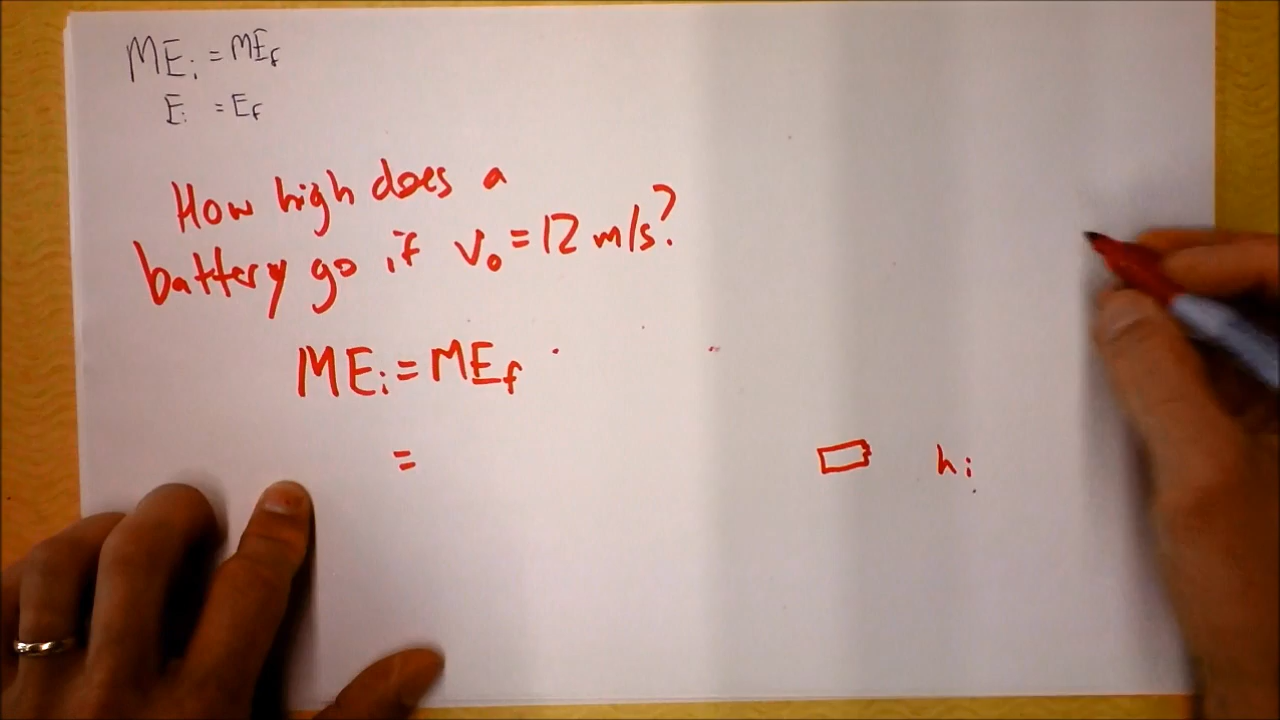 MEi = MEf
Ei = Ef
How high does a
battery go if v₀ = 12 m/s?
MEi = MEf
=
hi